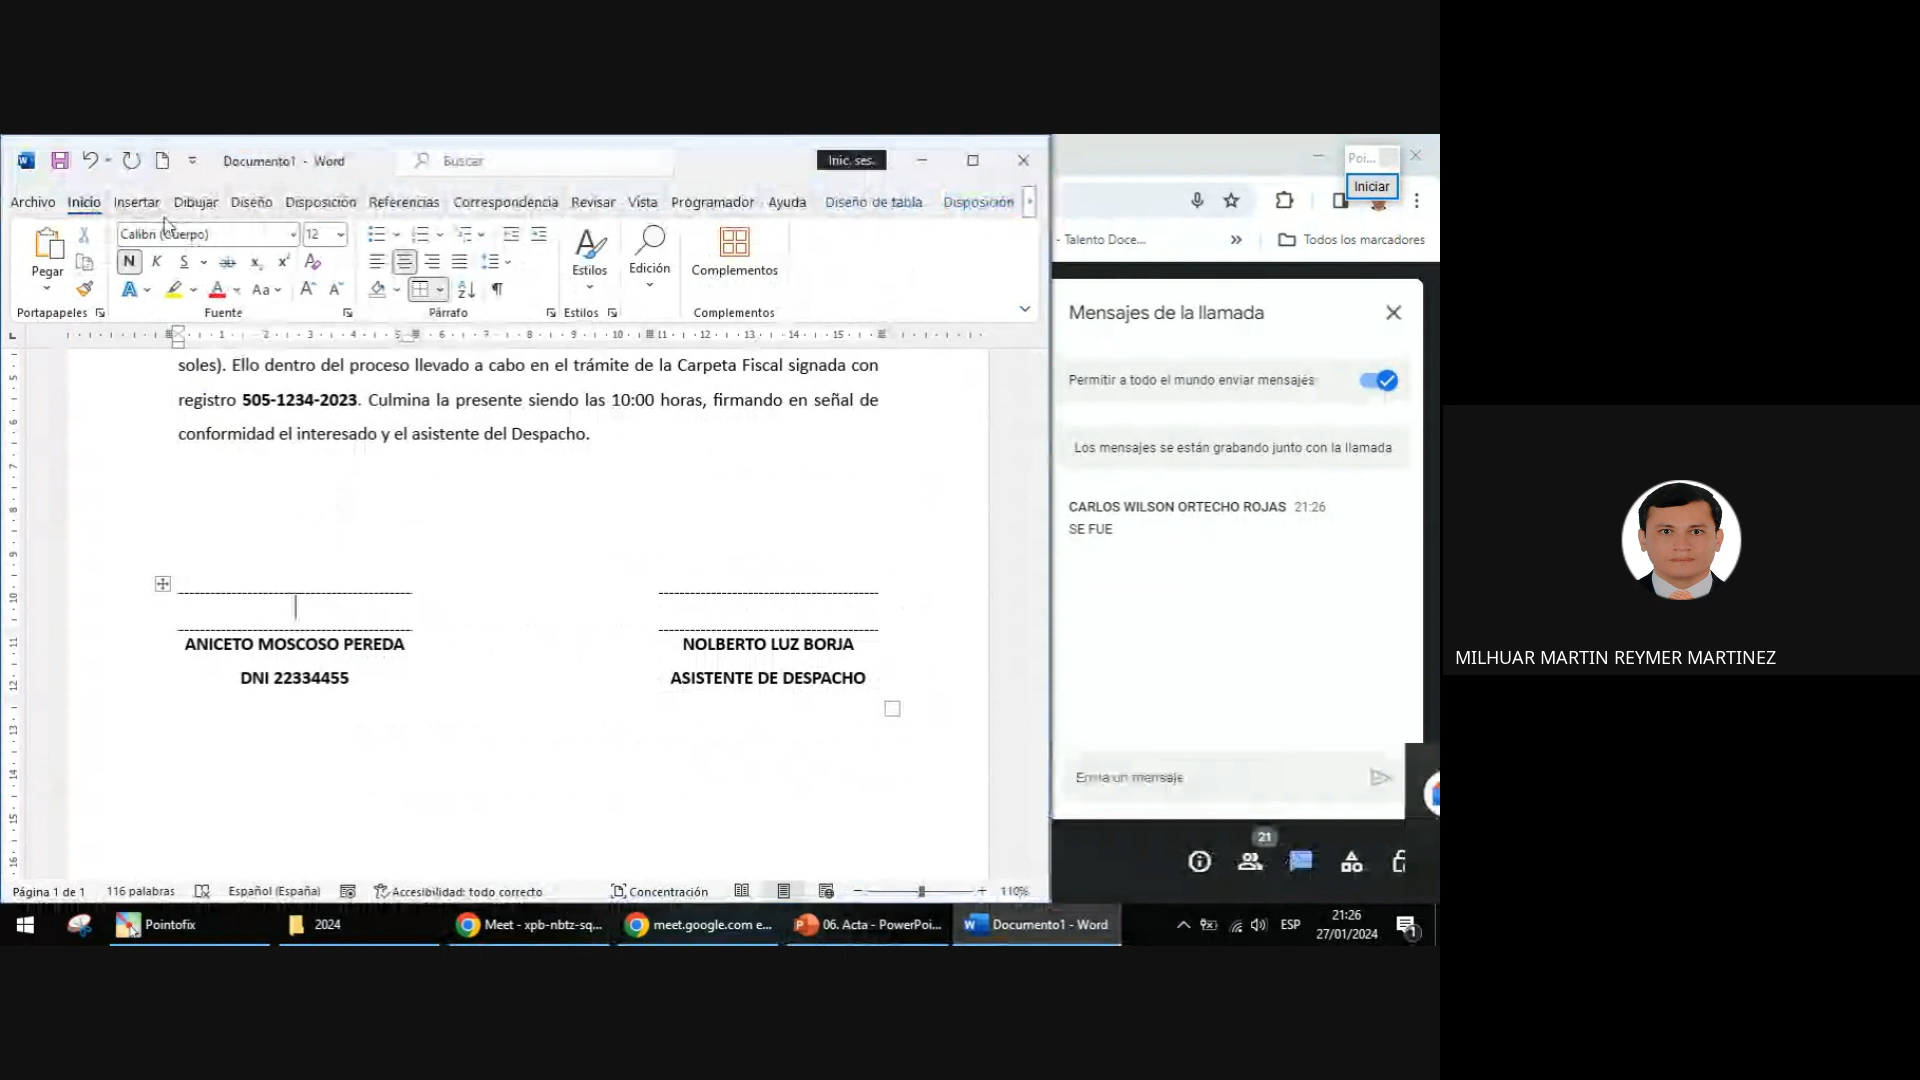 Documento1 - Word
Buscar
Inic. ses.
Poi...
Iniciar
Archivo Inicio Insertar Dibujar Diseño Disposición Referencias Correspondencia Revisar Vista Programador Ayuda Diseño de tabla Disposición
Calibri (Cuerpo) 12
Pegar
N K S
Aa
Estilos
Edición
Complementos
Portapapeles Fuente Párrafo Estilos Complementos
- Talento Doce...
Todos los marcadores
soles). Ello dentro del proceso llevado a cabo en el trámite de la Carpeta Fiscal signada con
registro 505-1234-2023. Culmina la presente siendo las 10:00 horas, firmando en señal de
conformidad el interesado y el asistente del Despacho.
ANICETO MOSCOSO PEREDA
DNI 22334455
NOLBERTO LUZ BORJA
ASISTENTE DE DESPACHO
Mensajes de la llamada
Permitir a todo el mundo enviar mensajes
Los mensajes se están grabando junto con la llamada
CARLOS WILSON ORTECHO ROJAS 21:26
SE FUE
Envía un mensaje
21
MILHUAR MARTIN REYMER MARTINEZ
Página 1 de 1 116 palabras Español (España) Accesibilidad: todo correcto Concentración 110%
Pointofix
2024
Meet - xpb-nbtz-sq...
meet.google.com e...
06. Acta - PowerPoi...
Documento1 - Word
ESP
21:26
27/01/2024
1